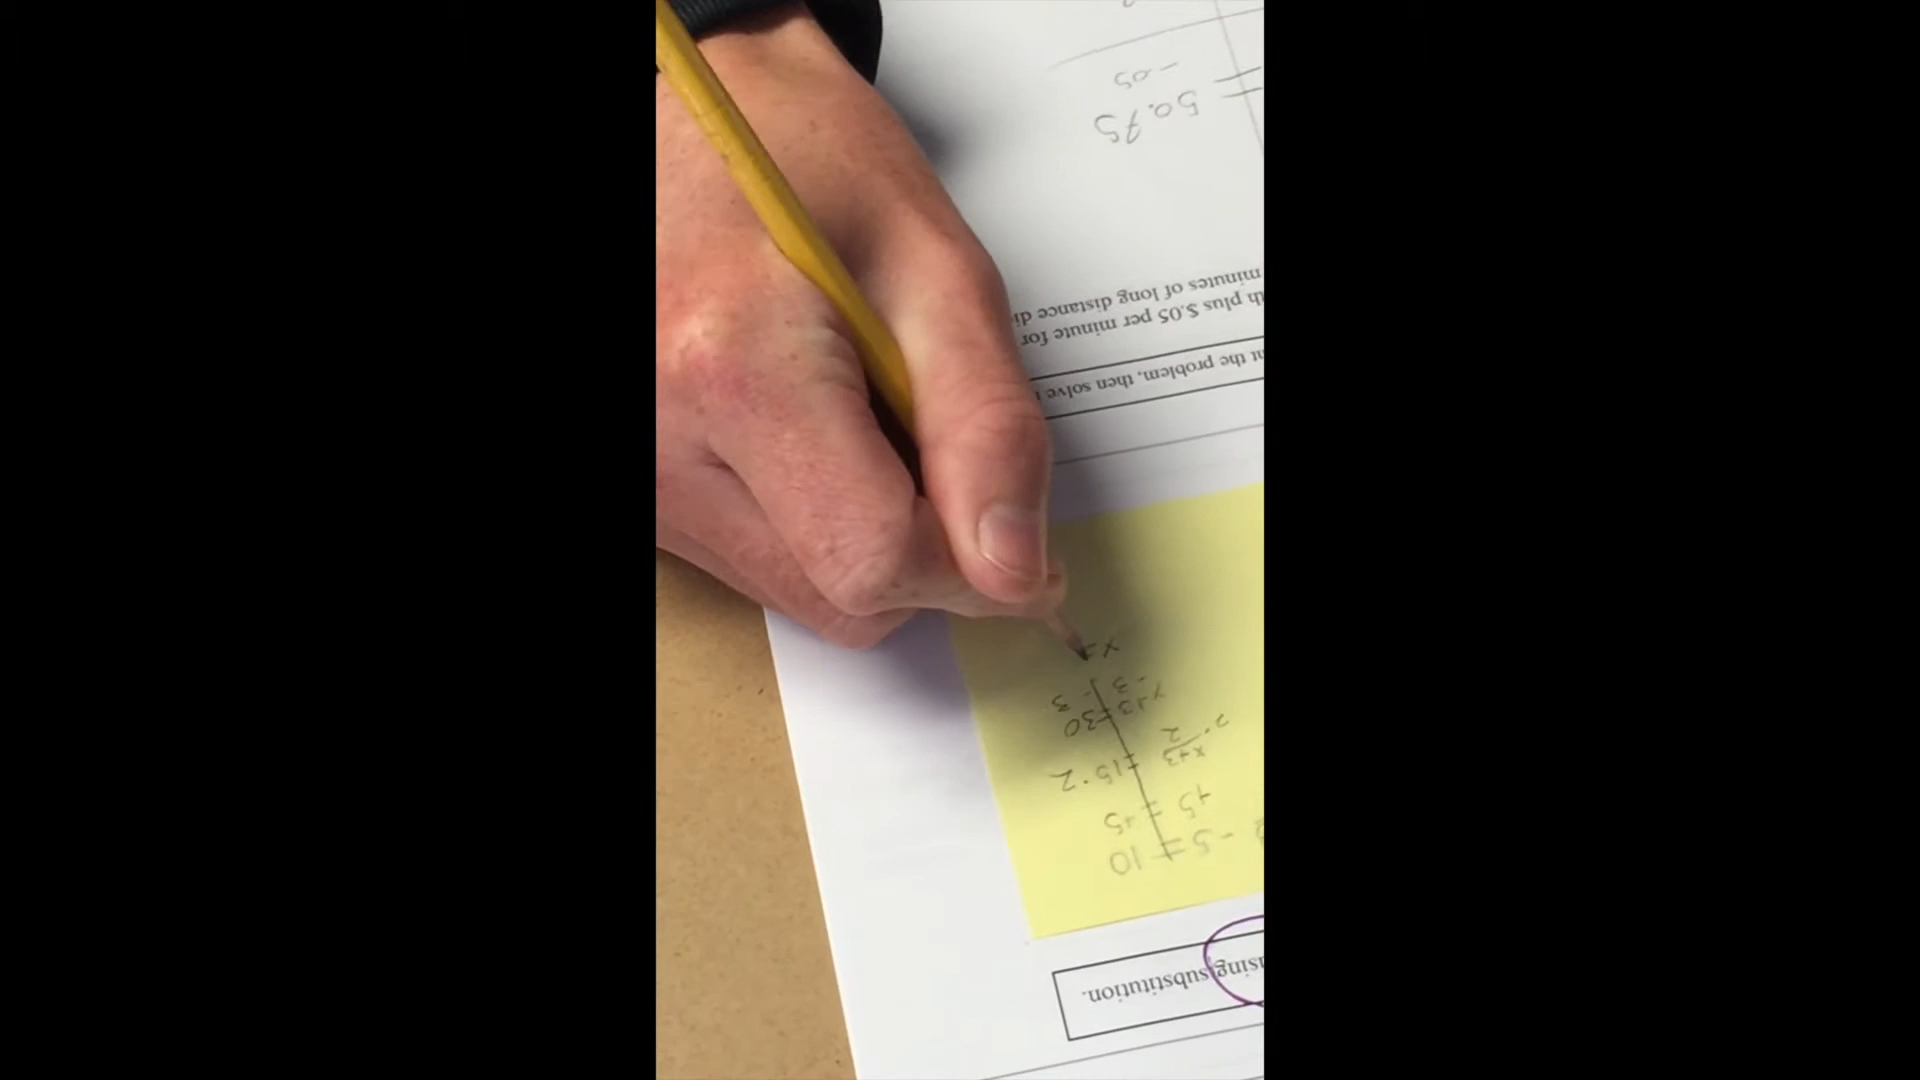 using substitution.
- 5 = 10
+5 = +5
x+3
2 · = 15 · 2
2
x+3 = 30
- 3 - 3
x =
nt the problem, then solve
th plus $.05 per minute for
minutes of long distance
= 50.75
- .05